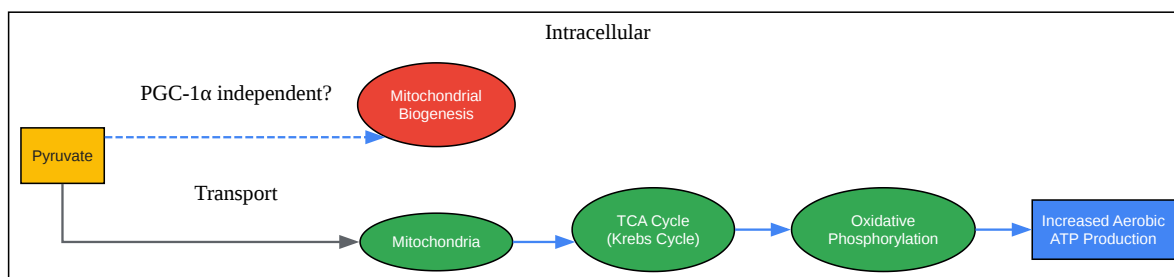 Intracellular
PGC-1α independent?
Mitochondrial
Biogenesis
Pyruvate
Transport
Mitochondria
TCA Cycle
(Krebs Cycle)
Oxidative
Phosphorylation
Increased Aerobic
ATP Production